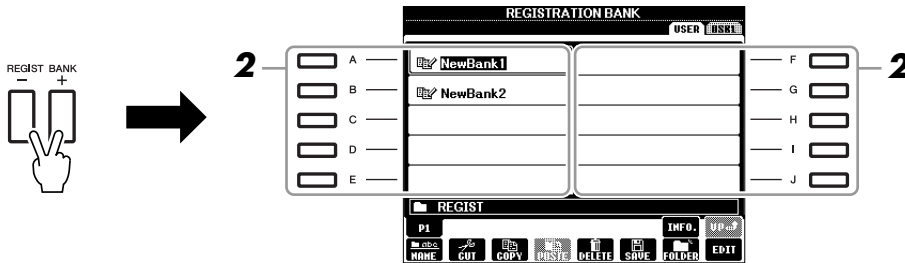 REGISTRATION BANK
USER USB1
REGIST BANK
− +
2 2
A NewBank1 F
B NewBank2 G
C H
D I
E J
REGIST
P1 INFO. UP
abc
NAME CUT COPY PASTE DELETE SAVE FOLDER EDIT